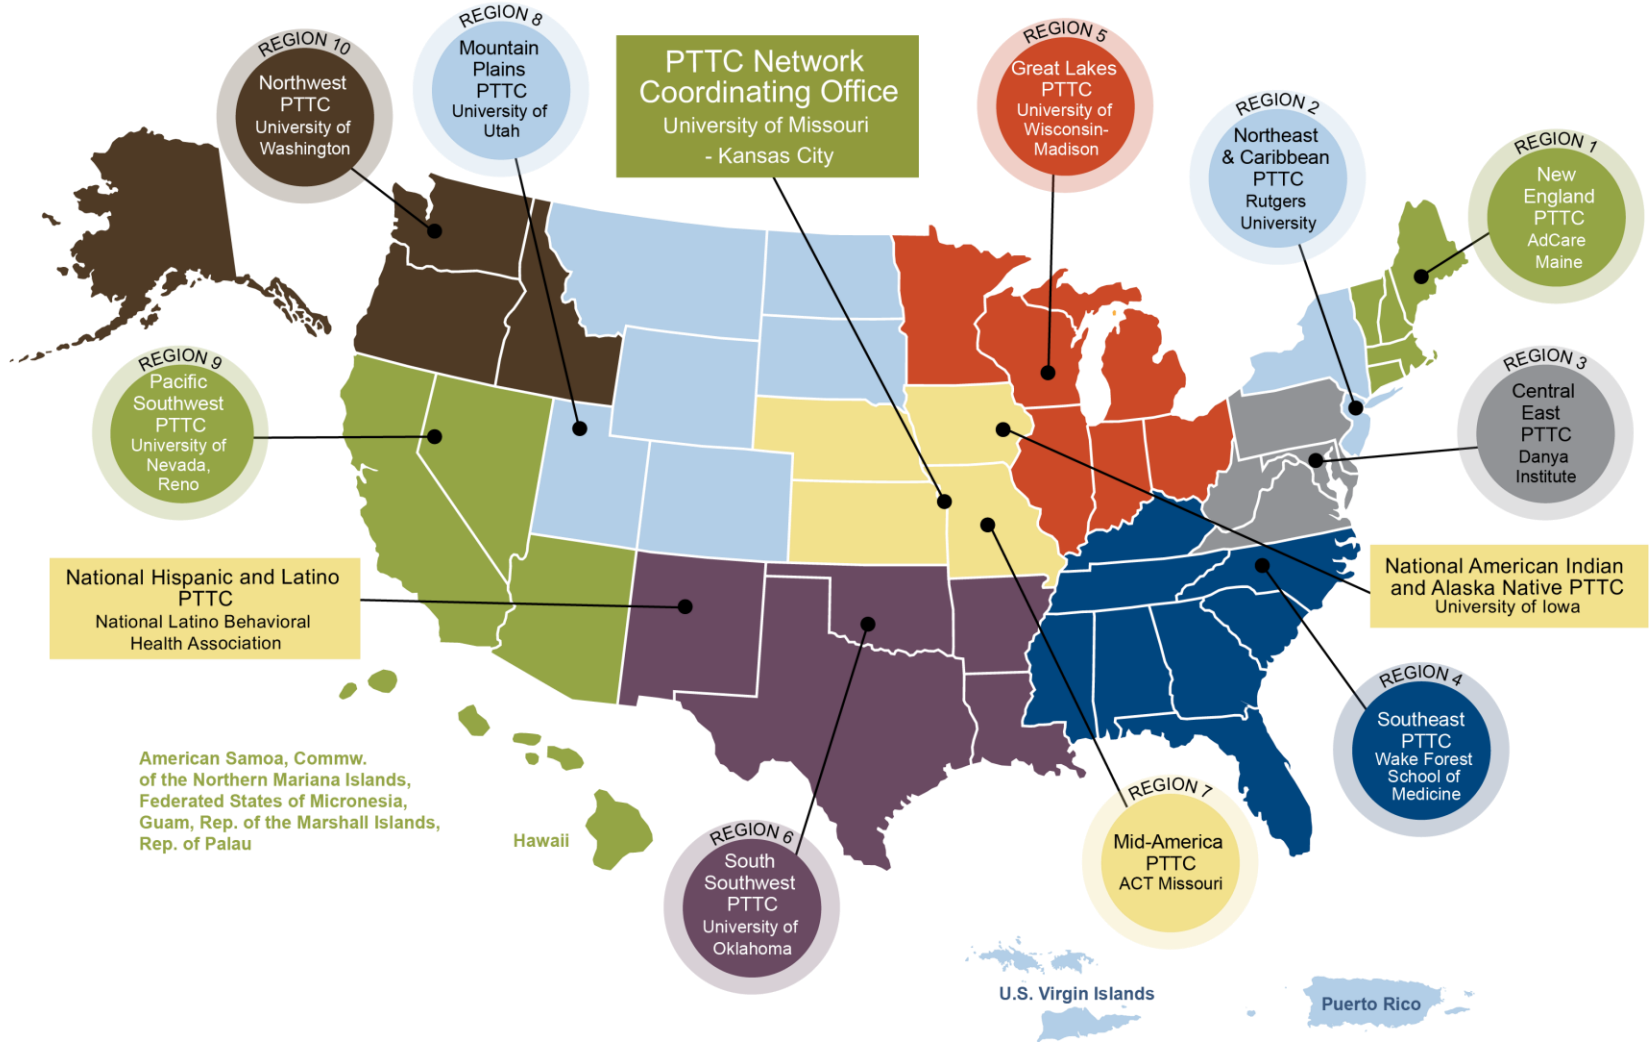 REGION 10
Northwest
PTTC
University of
Washington
REGION 8
Mountain
Plains
PTTC
University of
Utah
PTTC Network
Coordinating Office
University of Missouri
- Kansas City
REGION 5
Great Lakes
PTTC
University of
Wisconsin-
Madison
REGION 2
Northeast
& Caribbean
PTTC
Rutgers
University
REGION 1
New
England
PTTC
AdCare
Maine
REGION 9
Pacific
Southwest
PTTC
University of
Nevada,
Reno
REGION 3
Central
East
PTTC
Danya
Institute
National Hispanic and Latino
PTTC
National Latino Behavioral
Health Association
National American Indian
and Alaska Native PTTC
University of Iowa
REGION 4
Southeast
PTTC
Wake Forest
School of
Medicine
American Samoa, Commw.
of the Northern Mariana Islands,
Federated States of Micronesia,
Guam, Rep. of the Marshall Islands,
Rep. of Palau
Hawaii
REGION 6
South
Southwest
PTTC
University of
Oklahoma
REGION 7
Mid-America
PTTC
ACT Missouri
U.S. Virgin Islands
Puerto Rico